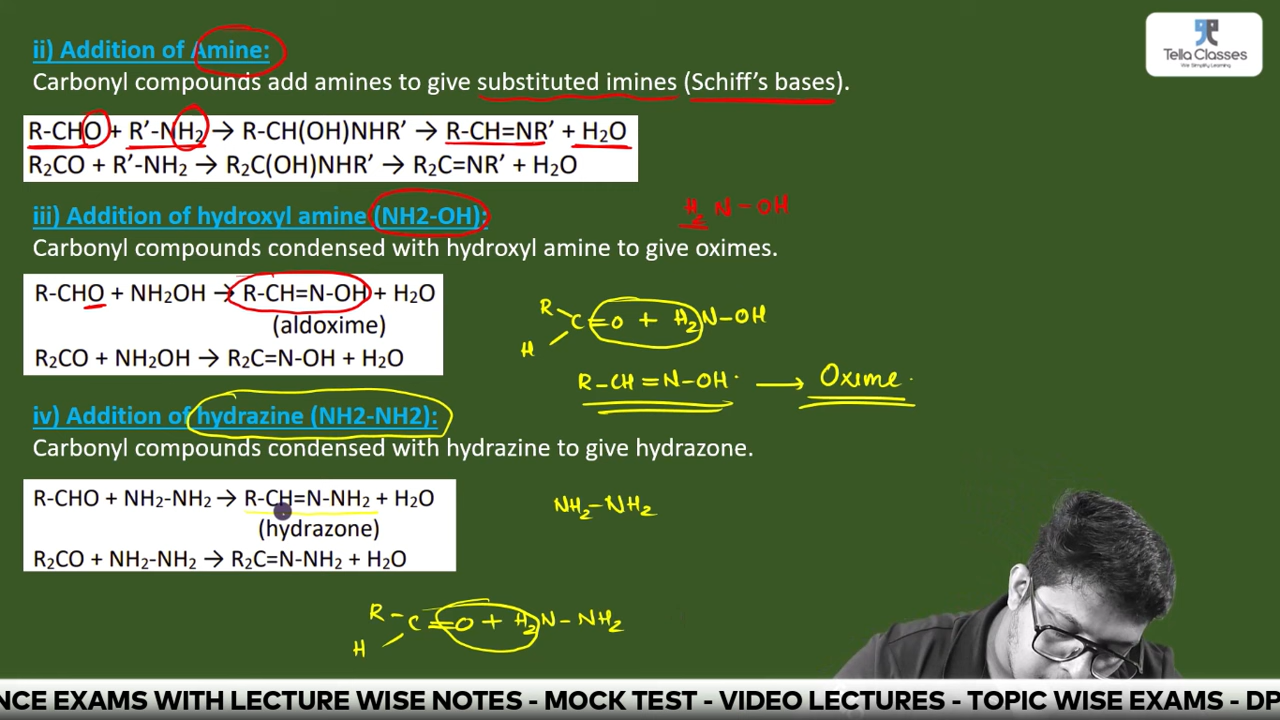 ii) Addition of Amine:
Carbonyl compounds add amines to give substituted imines (Schiff's bases).
R-CHO + R′-NH₂ → R-CH(OH)NHR′ → R-CH=NR′ + H₂O
R₂CO + R′-NH₂ → R₂C(OH)NHR′ → R₂C=NR′ + H₂O
iii) Addition of hydroxyl amine (NH2-OH):
H₂N-OH
Carbonyl compounds condensed with hydroxyl amine to give oximes.
R-CHO + NH₂OH → R-CH=N-OH + H₂O
(aldoxime)
R₂CO + NH₂OH → R₂C=N-OH + H₂O
R
C=O + H₂N-OH
H
R-CH=N-OH. → Oxime.
iv) Addition of hydrazine (NH2-NH2):
Carbonyl compounds condensed with hydrazine to give hydrazone.
R-CHO + NH₂-NH₂ → R-CH=N-NH₂ + H₂O
(hydrazone)
R₂CO + NH₂-NH₂ → R₂C=N-NH₂ + H₂O
NH₂-NH₂
R
C=O + H₂N-NH₂
H
Tella Classes
We Simplify Learning
NCE EXAMS WITH LECTURE WISE NOTES - MOCK TEST - VIDEO LECTURES - TOPIC WISE EXAMS - DP